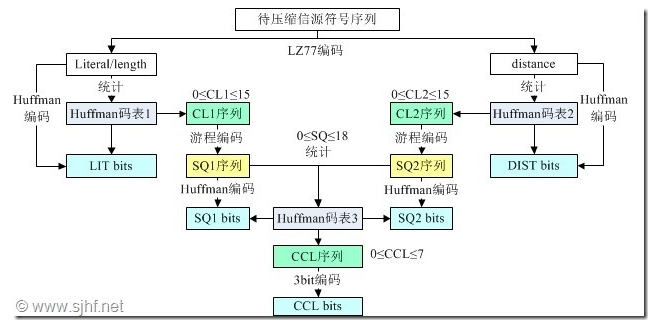 待压缩信源符号序列
LZ77编码
Literal/length
distance
Huffman
编码
统计
统计
Huffman
编码
0≤CL1≤15
0≤CL2≤15
Huffman码表1
CL1序列
CL2序列
Huffman码表2
游程编码
0≤SQ≤18
统计
游程编码
LIT bits
SQ1序列
SQ2序列
DIST bits
Huffman编码
Huffman编码
SQ1 bits
Huffman码表3
SQ2 bits
CCL序列
0≤CCL≤7
3bit编码
CCL bits
© www.sjhf.net